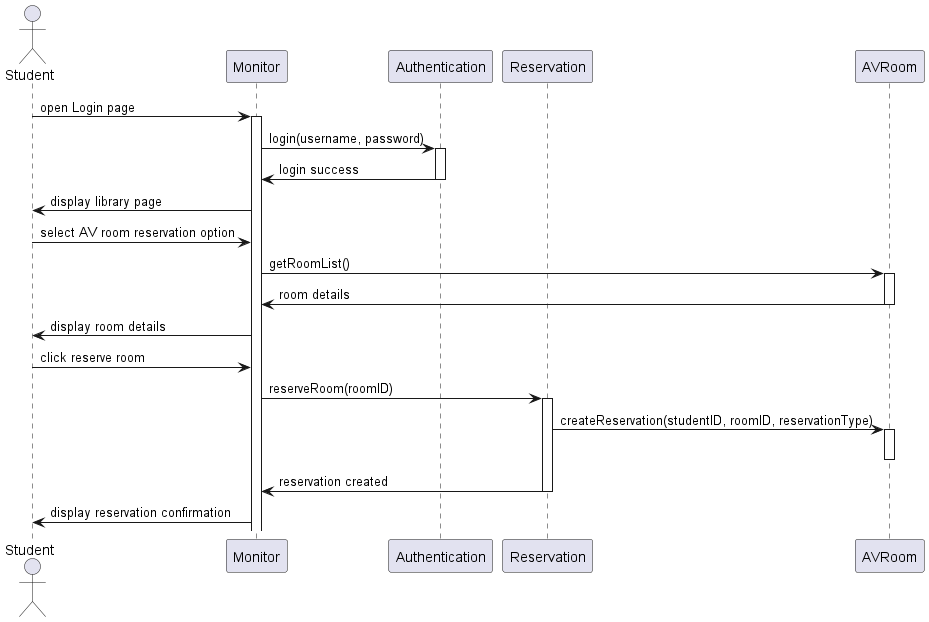 Student
Monitor
Authentication
Reservation
AVRoom
open Login page
login(username, password)
login success
display library page
select AV room reservation option
getRoomList()
room details
display room details
click reserve room
reserveRoom(roomID)
createReservation(studentID, roomID, reservationType)
reservation created
display reservation confirmation
Student
Monitor
Authentication
Reservation
AVRoom